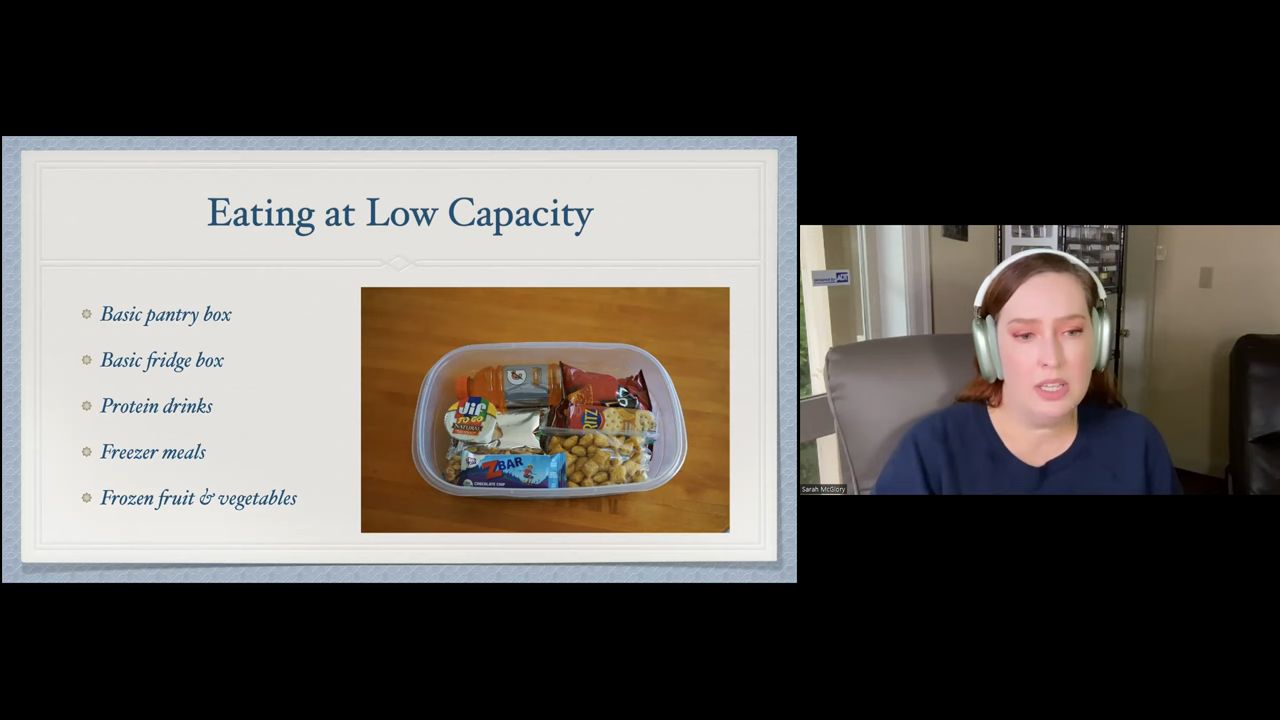 Eating at Low Capacity
Basic pantry box
Basic fridge box
Protein drinks
Freezer meals
Frozen fruit & vegetables
Jif
TO GO
NATURAL
RITZ
ZBAR
CHOCOLATE CHIP
ADT
Sarah McGlory